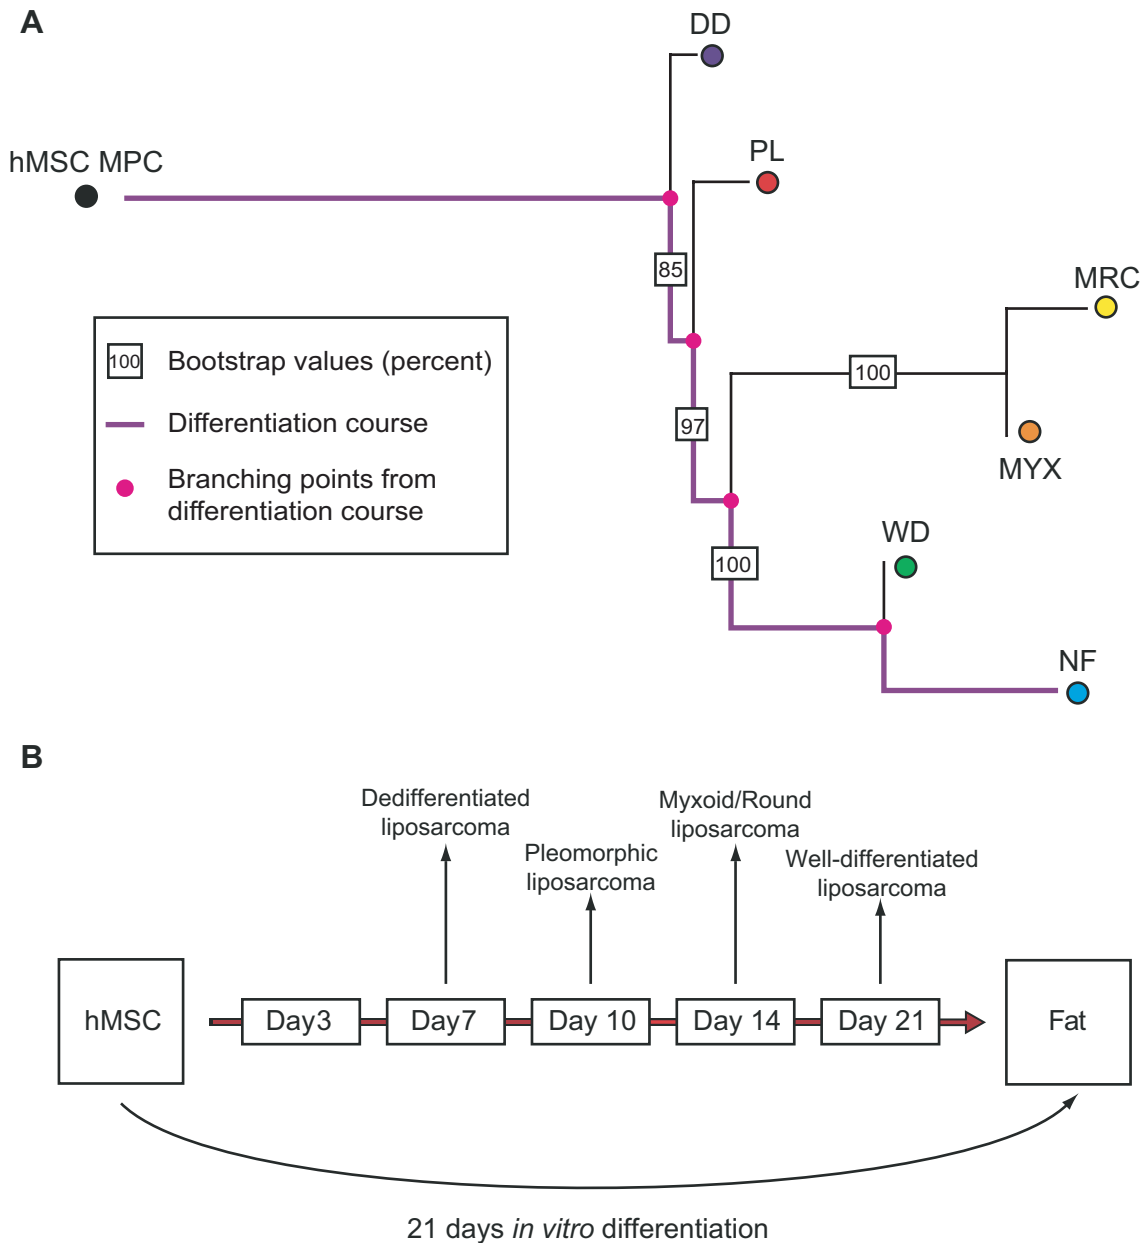 A
DD
hMSC MPC
PL
85
MRC
100
Bootstrap values (percent)
100
Differentiation course
97
MYX
Branching points from
differentiation course
WD
100
NF
B
Dedifferentiated
liposarcoma
Pleomorphic
liposarcoma
Myxoid/Round
liposarcoma
Well-differentiated
liposarcoma
hMSC
Day3
Day7
Day 10
Day 14
Day 21
Fat
21 days in vitro differentiation